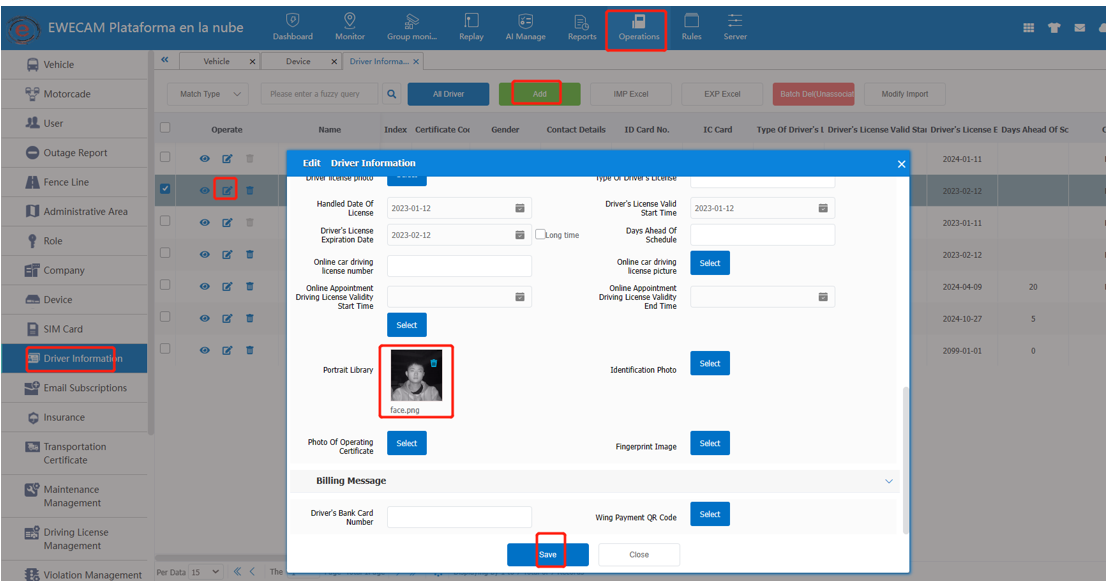 EWECAM Plataforma en la nube
Dashboard
Monitor
Group moni...
Replay
AI Manage
Reports
Operations
Rules
Server
Vehicle
Motorcade
User
Outage Report
Fence Line
Administrative Area
Role
Company
Device
SIM Card
Driver Information
Email Subscriptions
Insurance
Transportation
Certificate
Maintenance
Management
Driving License
Management
Violation Management
Vehicle
Device
Driver Informa...
Match Type
Please enter a fuzzy query
All Driver
Add
IMP Excel
EXP Excel
Batch Del(Unassociat
Modify Import
Operate
Name
Index
Certificate Co
Gender
Contact Details
ID Card No.
IC Card
Type Of Driver's L
Driver's License Valid Star
Driver's License E
Days Ahead Of Sc
2024-01-11
2023-02-12
2023-01-11
2023-02-12
2024-04-09 20
2024-10-27 5
2099-01-01 0
Edit Driver Information
Driver license photo
Select
Type Of Driver's License
Handled Date Of
License
2023-01-12
Driver's License Valid
Start Time
2023-01-12
Driver's License
Expiration Date
2023-02-12
Long time
Days Ahead Of
Schedule
Online car driving
license number
Online car driving
license picture
Select
Online Appointment
Driving License Validity
Start Time
Online Appointment
Driving License Validity
End Time
Select
Portrait Library
face.png
Identification Photo
Select
Photo Of Operating
Certificate
Select
Fingerprint Image
Select
Billing Message
Driver's Bank Card
Number
Wing Payment QR Code
Select
Save
Close
Per Data 15
The